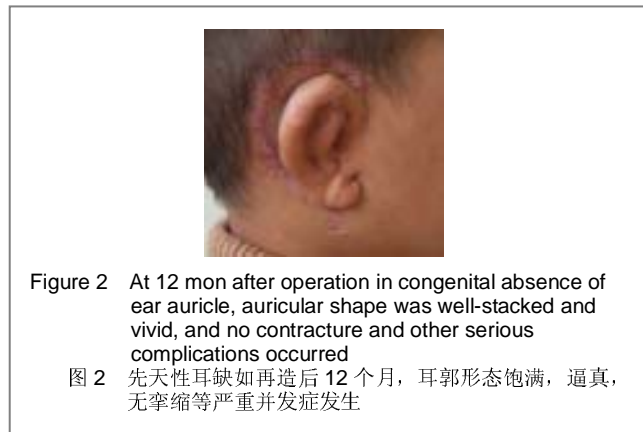 Figure 2 At 12 mon after operation in congenital absence of
ear auricle, auricular shape was well-stacked and
vivid, and no contracture and other serious
complications occurred
图 2 先天性耳缺如再造后 12 个月，耳郭形态饱满，逼真，
无挛缩等严重并发症发生